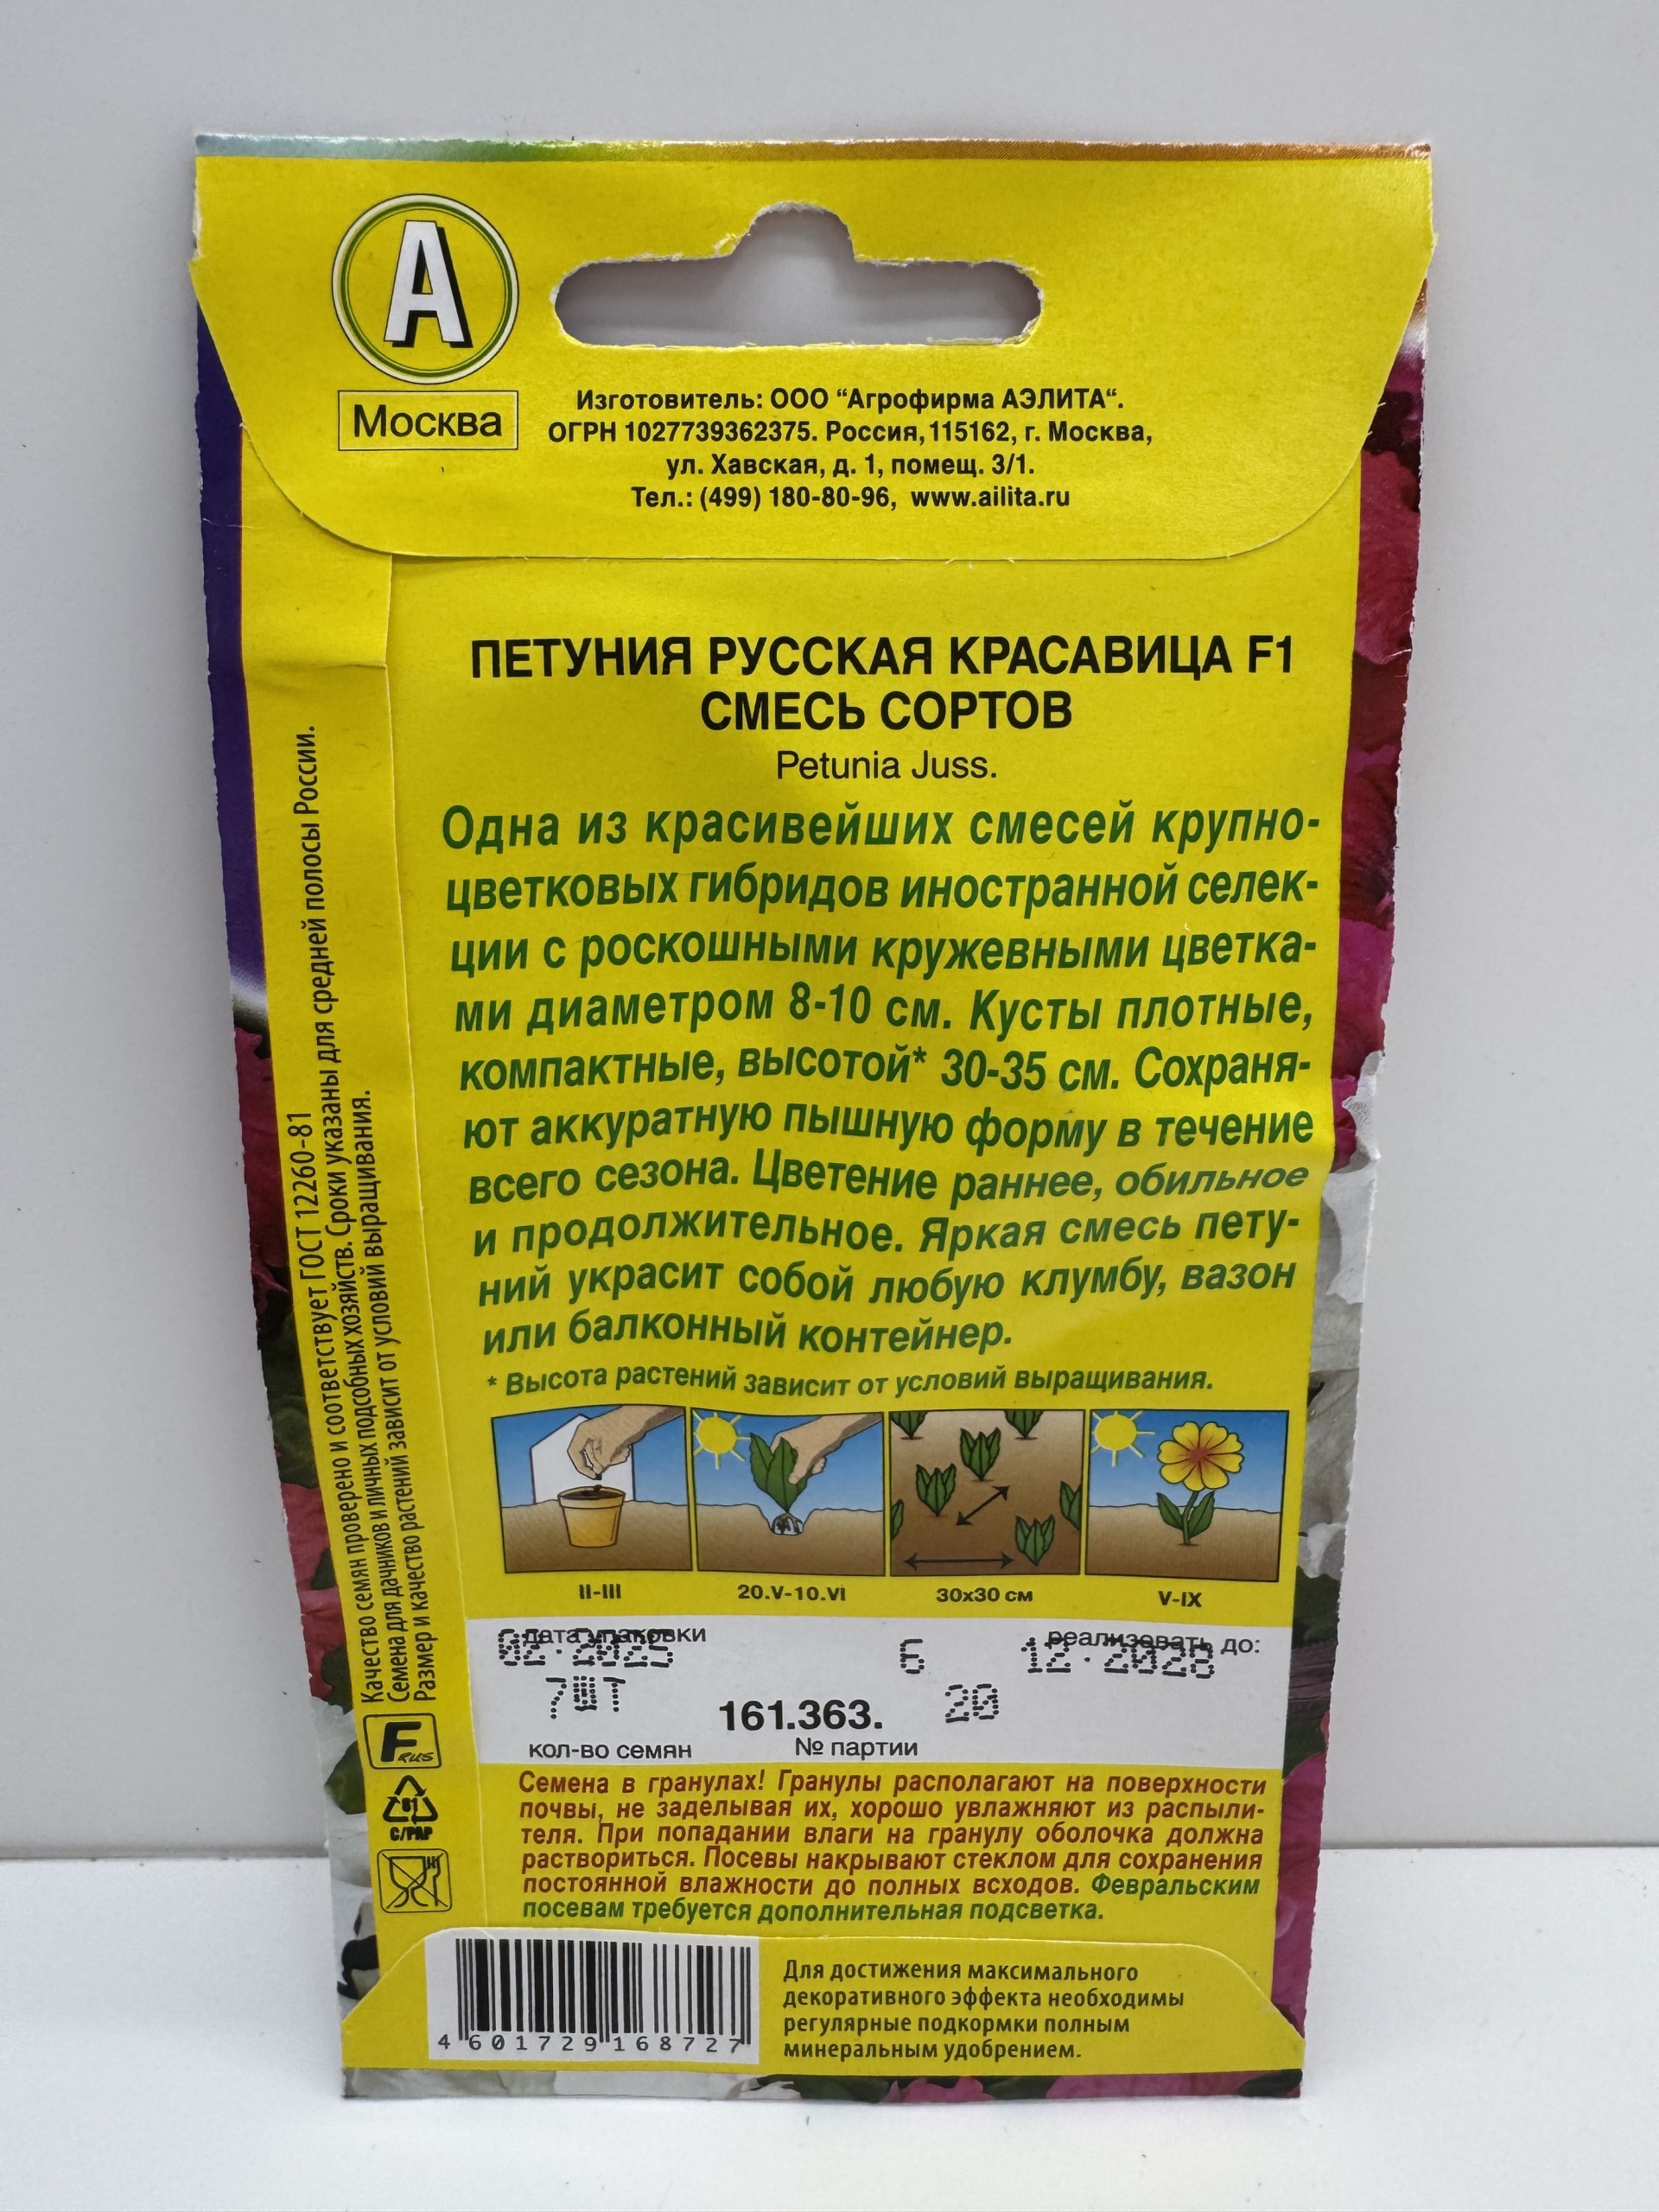 А
Москва
Изготовитель: ООО “Агрофирма АЭЛИТА“.
ОГРН 1027739362375. Россия, 115162, г. Москва,
ул. Хавская, д. 1, помещ. 3/1.
Тел.: (499) 180-80-96, www.ailita.ru
ПЕТУНИЯ РУССКАЯ КРАСАВИЦА F1
СМЕСЬ СОРТОВ
Petunia Juss.
Одна из красивейших смесей крупно-
цветковых гибридов иностранной селек-
ции с роскошными кружевными цветка-
ми диаметром 8-10 см. Кусты плотные,
компактные, высотой* 30-35 см. Сохраня-
ют аккуратную пышную форму в течение
всего сезона. Цветение раннее, обильное
и продолжительное. Яркая смесь пету-
ний украсит собой любую клумбу, вазон
или балконный контейнер.
* Высота растений зависит от условий выращивания.
II-III
20.V-10.VI
30х30 см
V-IX
дата упаковки
02.2025
6
реализовать до:
12.2028
7ШТ
161.363.
20
кол-во семян
№ партии
Семена в гранулах! Гранулы располагают на поверхности
почвы, не заделывая их, хорошо увлажняют из распыли-
теля. При попадании влаги на гранулу оболочка должна
раствориться. Посевы накрывают стеклом для сохранения
постоянной влажности до полных всходов. Февральским
посевам требуется дополнительная подсветка.
Качество семян проверено и соответствует ГОСТ 12260-81
Семена для дачников и личных подсобных хозяйств. Сроки указаны для средней полосы России.
Размер и качество растений зависит от условий выращивания.
F RUS
81
C/PAP
4601729168727
Для достижения максимального
декоративного эффекта необходимы
регулярные подкормки полным
минеральным удобрением.